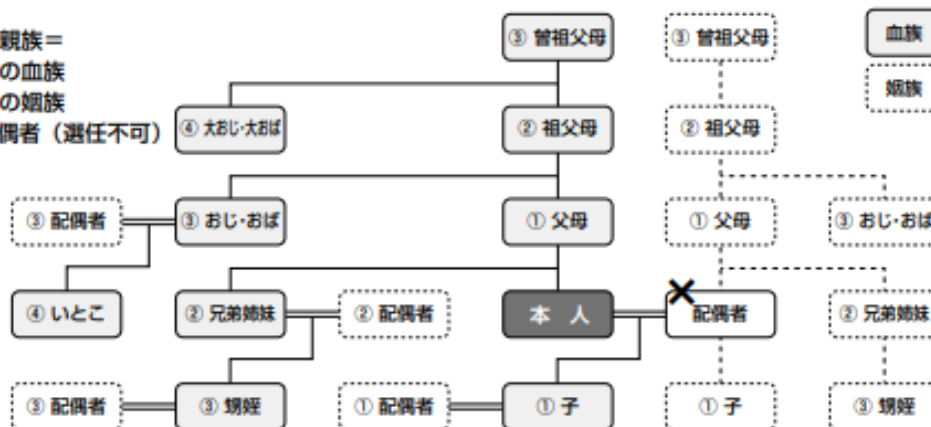 親族＝
の血族
の姻族
偶者（選任不可）
③ 曾祖父母
③ 曾祖父母
血族
姻族
④ 大おじ・大おば
② 祖父母
② 祖父母
③ 配偶者
③ おじ・おば
① 父母
① 父母
③ おじ・おば
④ いとこ
② 兄弟姉妹
② 配偶者
本 人
配偶者
② 兄弟姉妹
③ 配偶者
③ 甥姪
① 配偶者
① 子
① 子
③ 甥姪